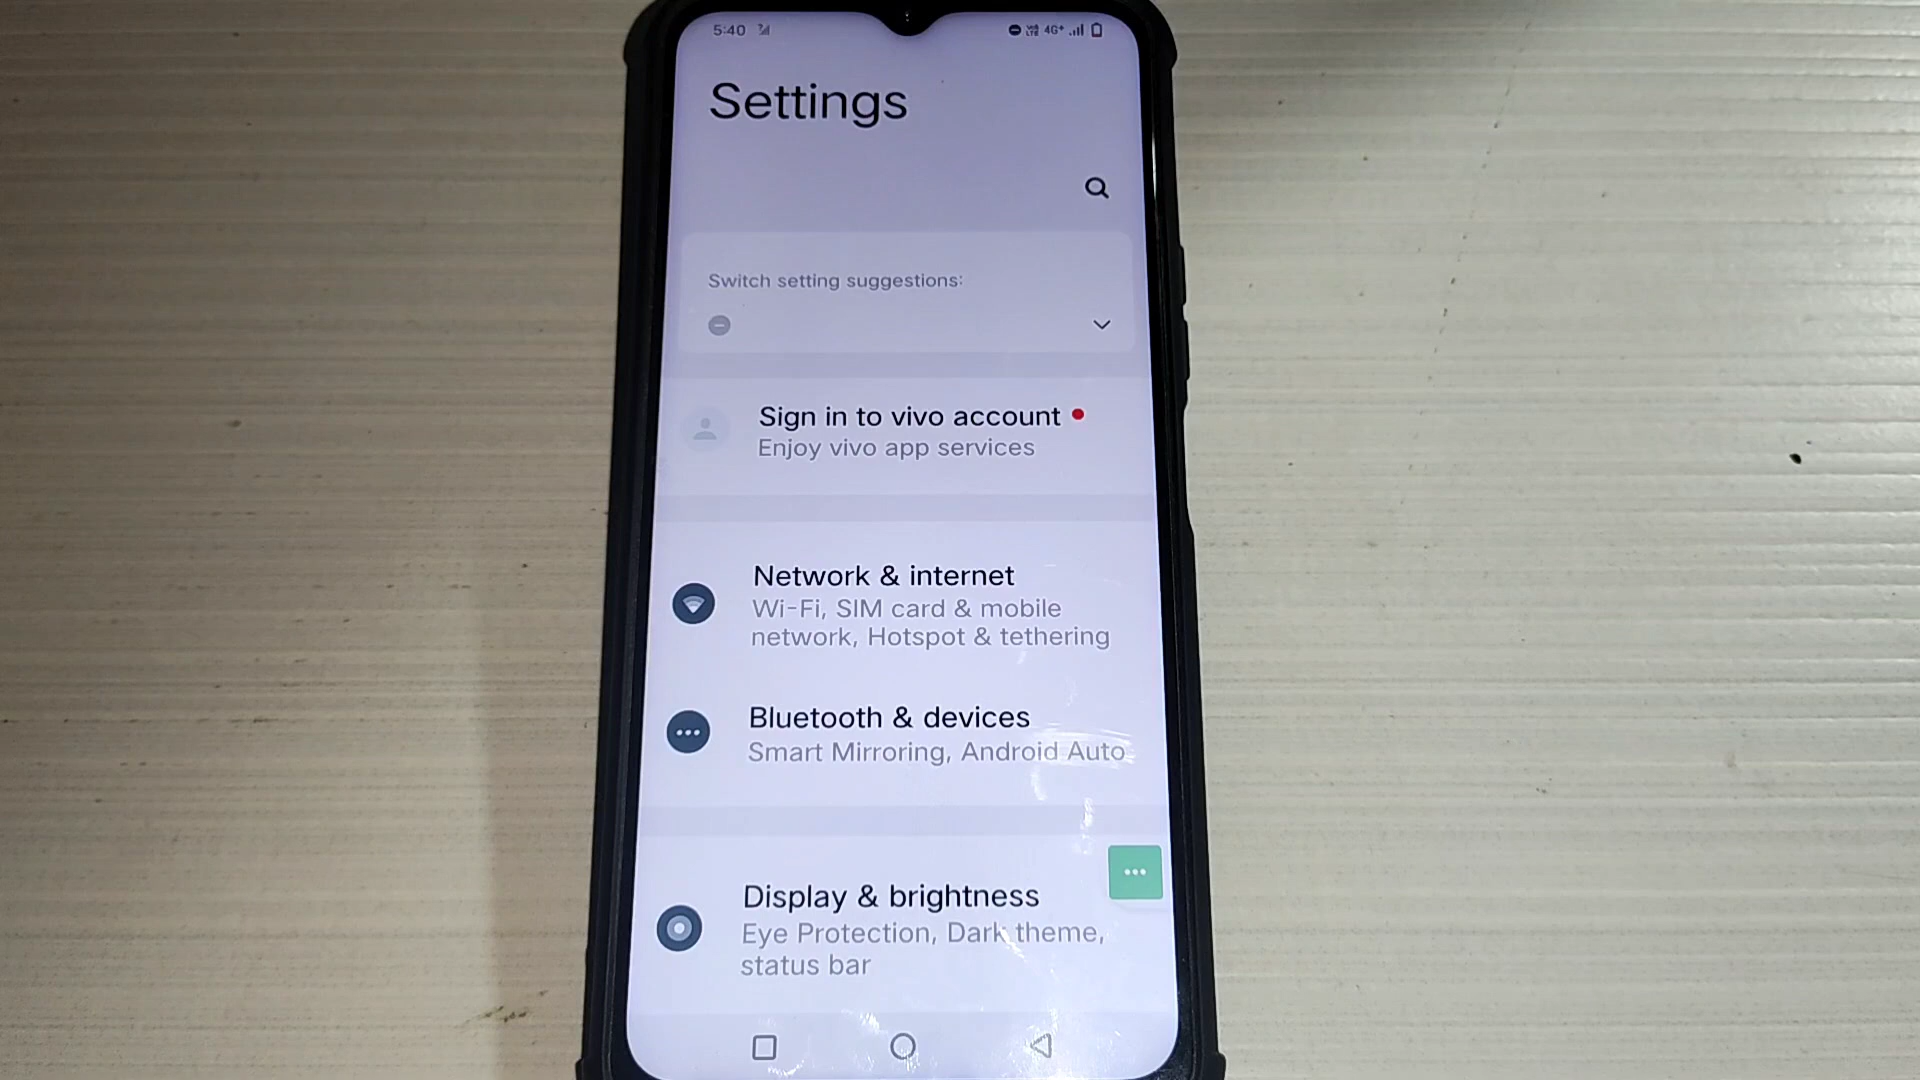 5:40
VoD LTE 4G+
Settings
Switch setting suggestions:
Sign in to vivo account
Enjoy vivo app services
Network & internet
Wi-Fi, SIM card & mobile
network, Hotspot & tethering
Bluetooth & devices
Smart Mirroring, Android Auto
Display & brightness
Eye Protection, Dark theme,
status bar